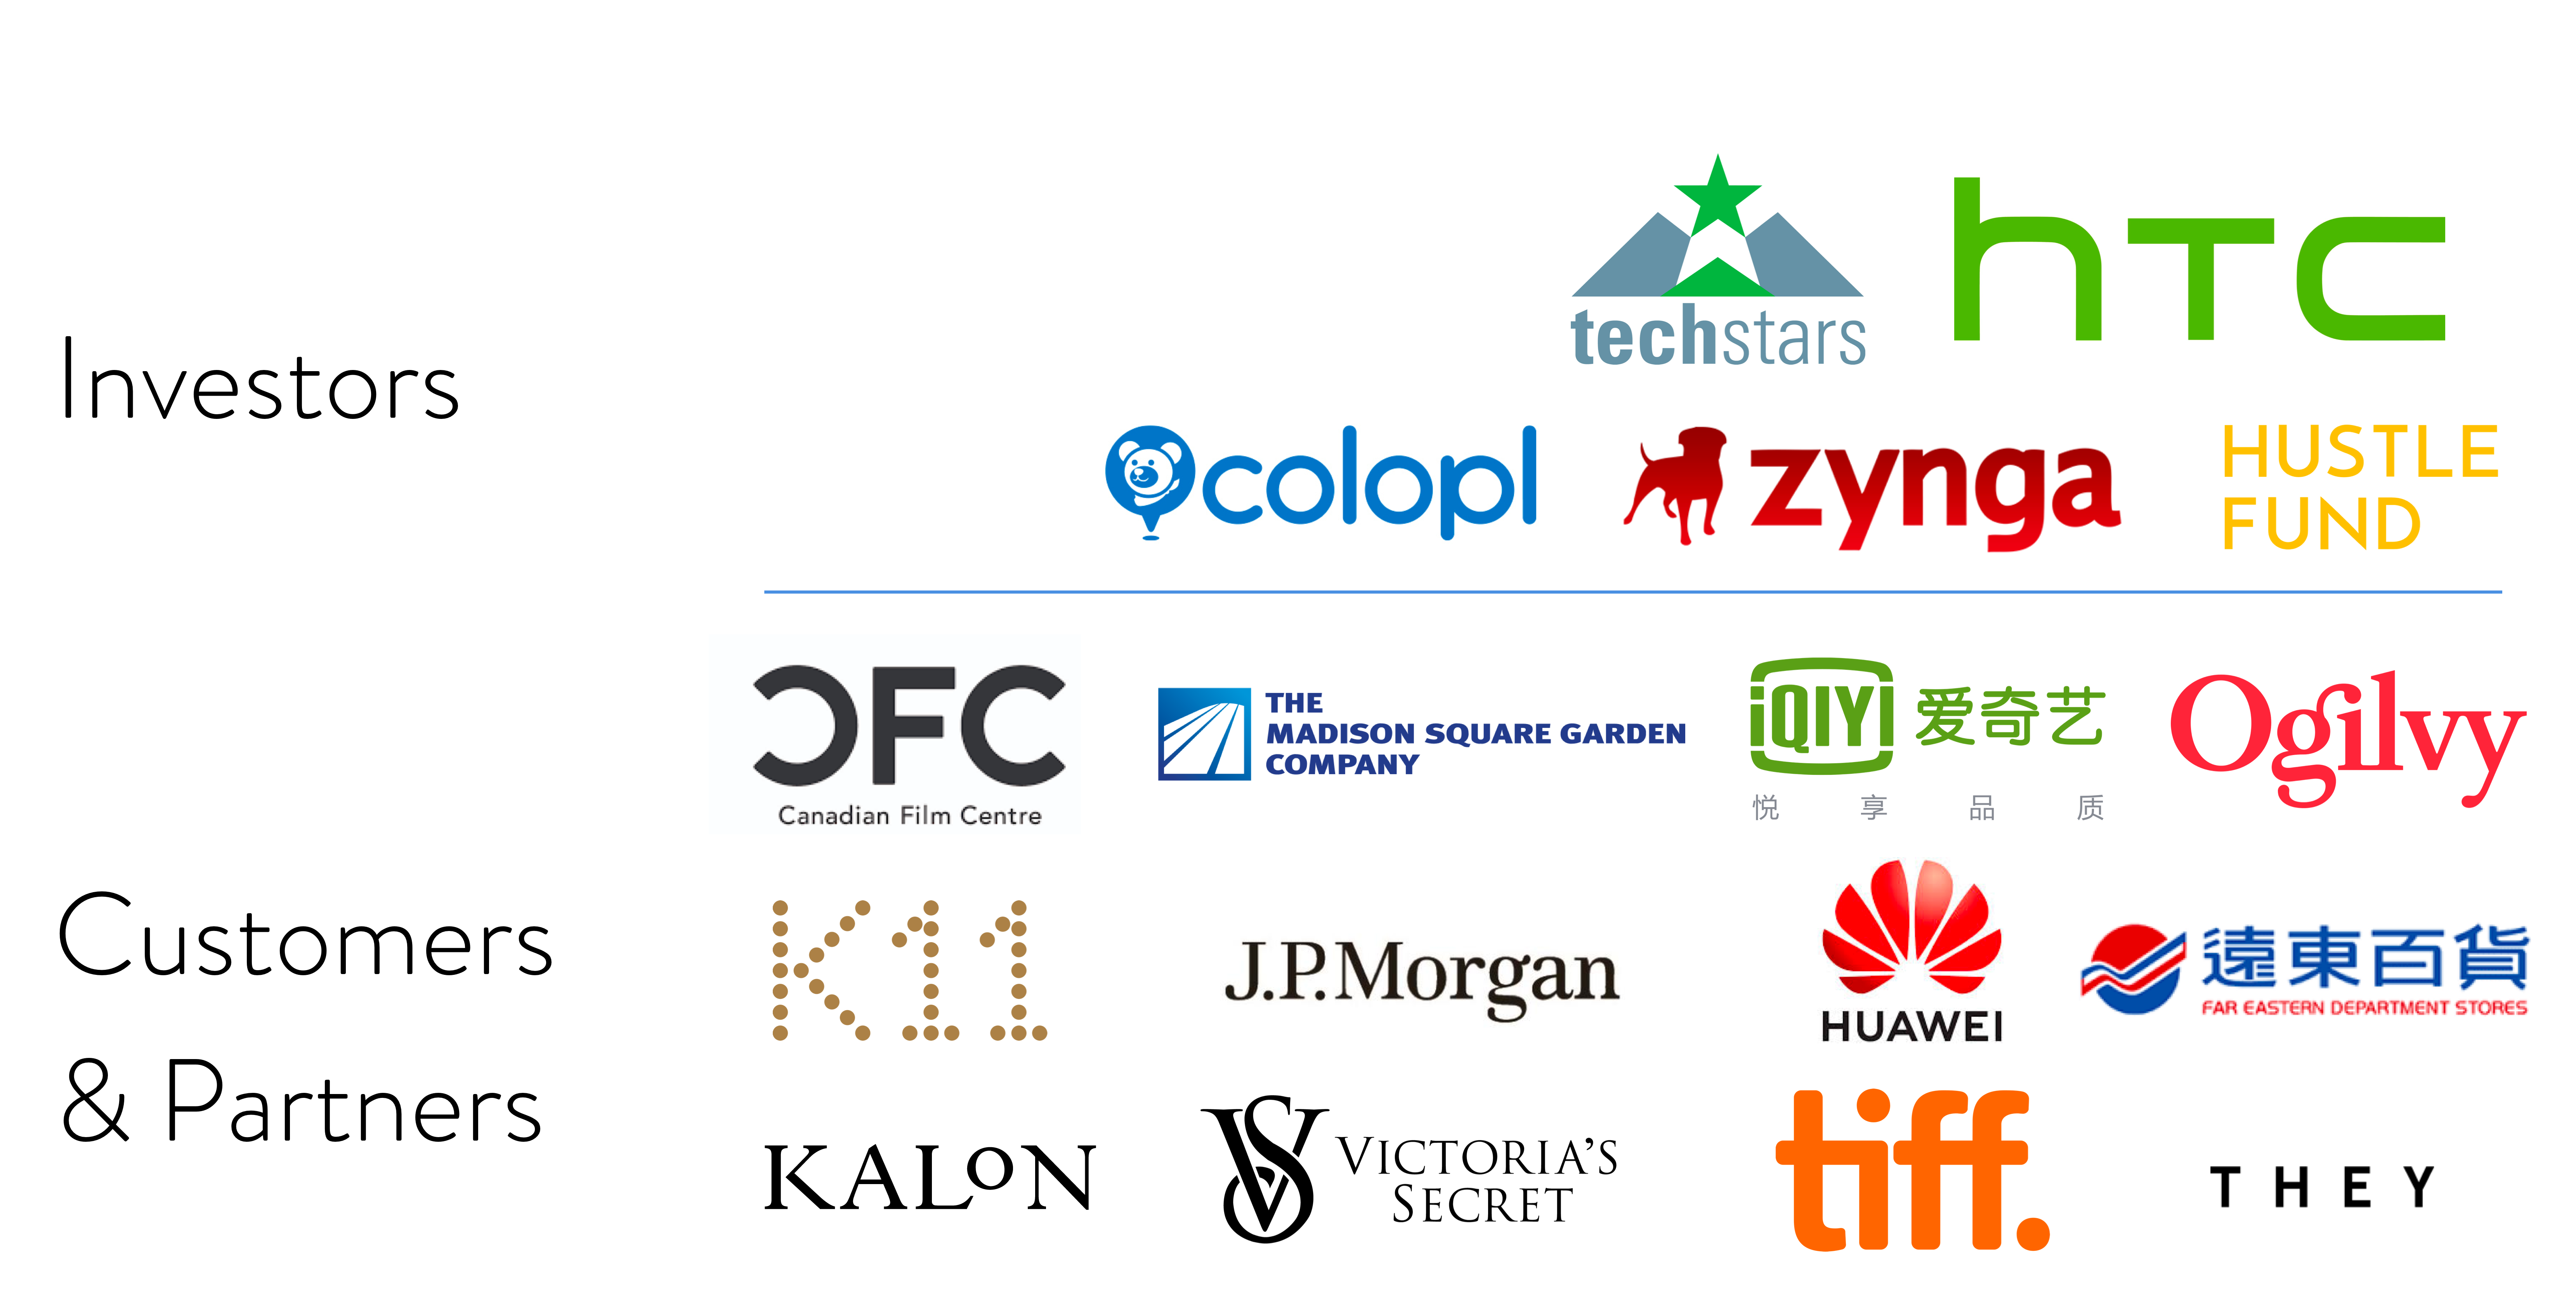 Investors
techstars
hTC
colopl
zynga
HUSTLE
FUND
Customers
& Partners
CFC
Canadian Film Centre
THE
MADISON SQUARE GARDEN
COMPANY
iQIYI 爱奇艺
悦享品质
Ogilvy
K11
J.P.Morgan
HUAWEI
遠東百貨
FAR EASTERN DEPARTMENT STORES
KALON
VS
VICTORIA'S
SECRET
tiff.
THEY